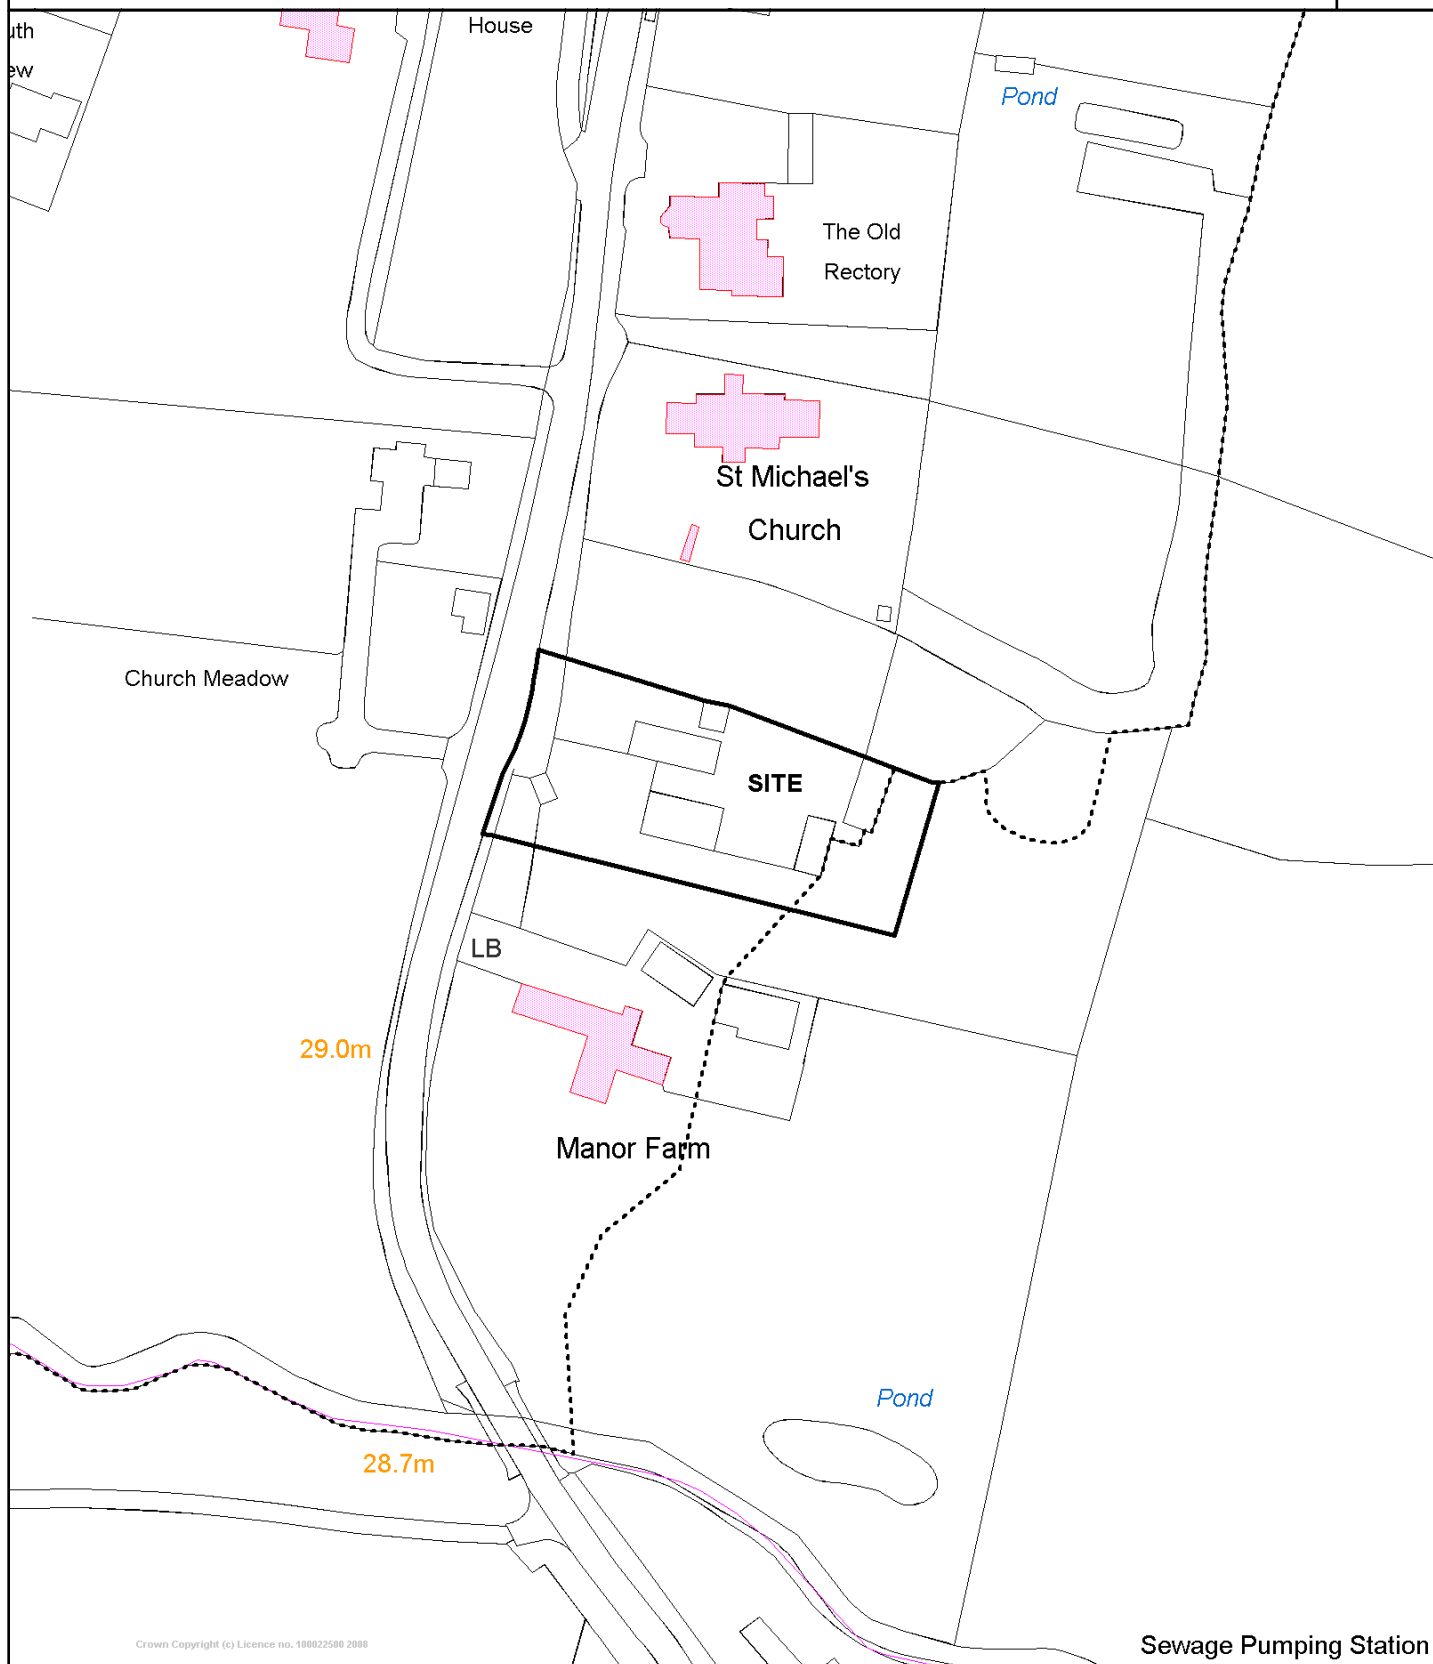 House
uth
ew
Pond
The Old
Rectory
St Michael's
Church
Church Meadow
SITE
LB
29.0m
Manor Farm
Pond
28.7m
Crown Copyright (c) Licence no. 100022500 2008
Sewage Pumping Station